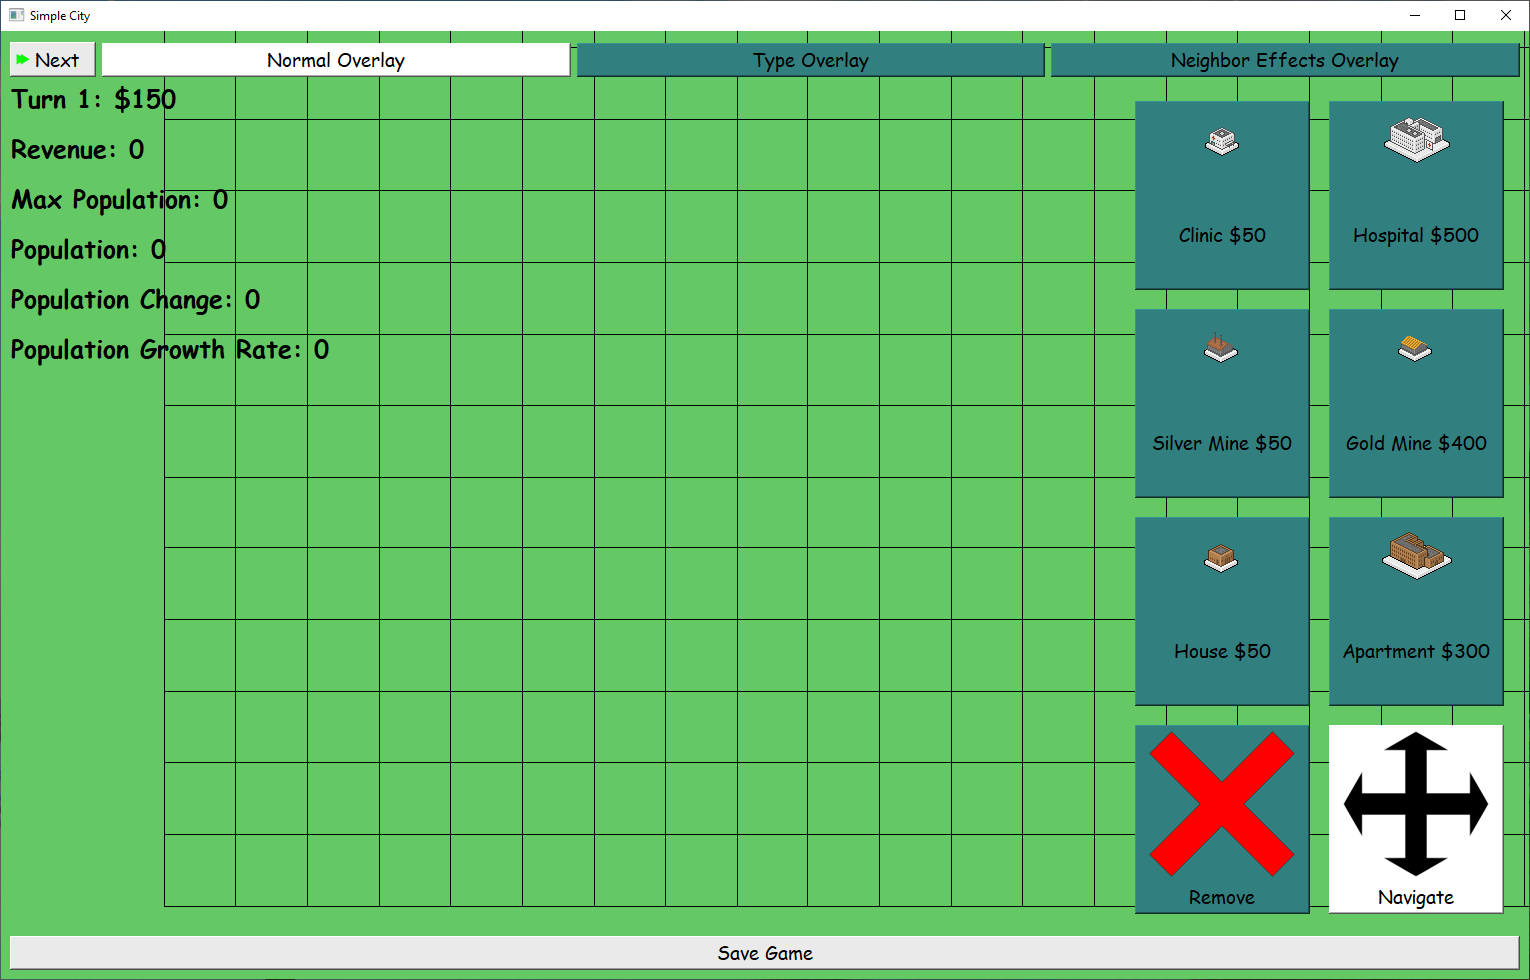 Simple City
Next
Normal Overlay
Type Overlay
Neighbor Effects Overlay
Turn 1: $150
Revenue: 0
Max Population: 0
Population: 0
Population Change: 0
Population Growth Rate: 0
Clinic $50
Hospital $500
Silver Mine $50
Gold Mine $400
House $50
Apartment $300
Remove
Navigate
Save Game